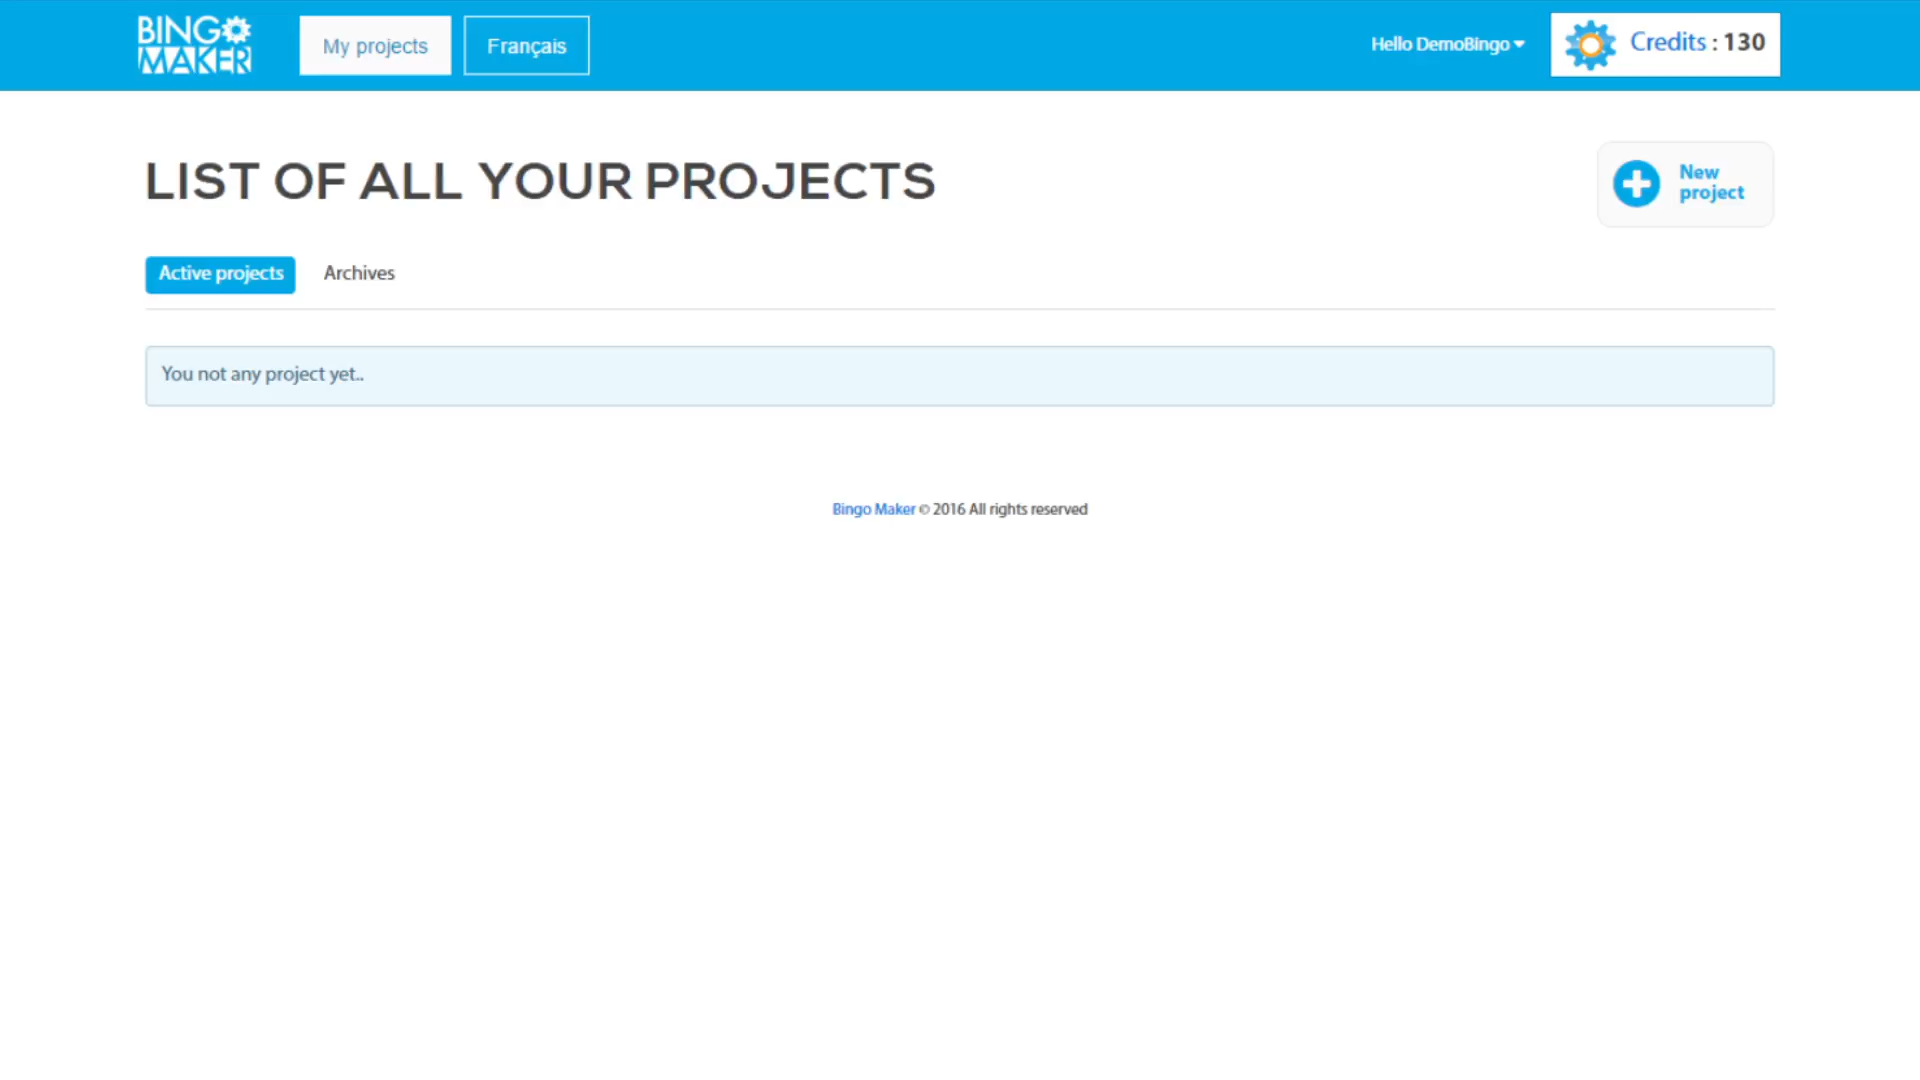 BINGO
MAKER
My projects
Français
Hello DemoBingo
Credits : 130
LIST OF ALL YOUR PROJECTS
New
project
Active projects
Archives
You not any project yet..
Bingo Maker © 2016 All rights reserved